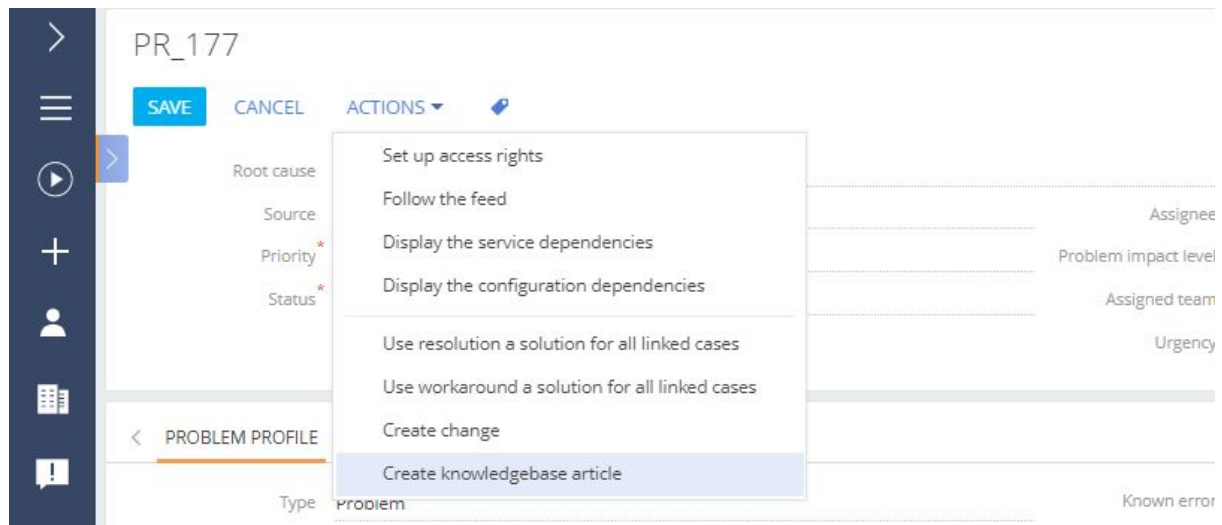 PR_177
SAVE CANCEL ACTIONS
Set up access rights
Root cause
Follow the feed
Source
Assignee
Display the service dependencies
Priority*
Problem impact level
Display the configuration dependencies
Status*
Assigned team
Use resolution a solution for all linked cases
Urgency
Use workaround a solution for all linked cases
Create change
PROBLEM PROFILE
Create knowledgebase article
Type Problem
Known error